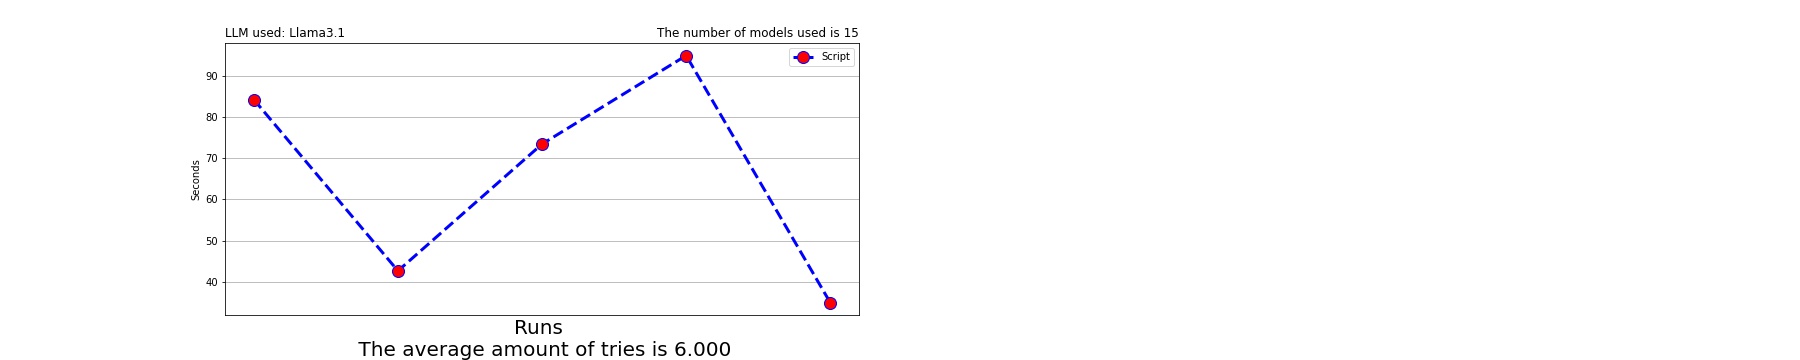 LLM used: Llama3.1
The number of models used is 15
Script
90
80
70
60
50
40
Seconds
Runs
The average amount of tries is 6.000